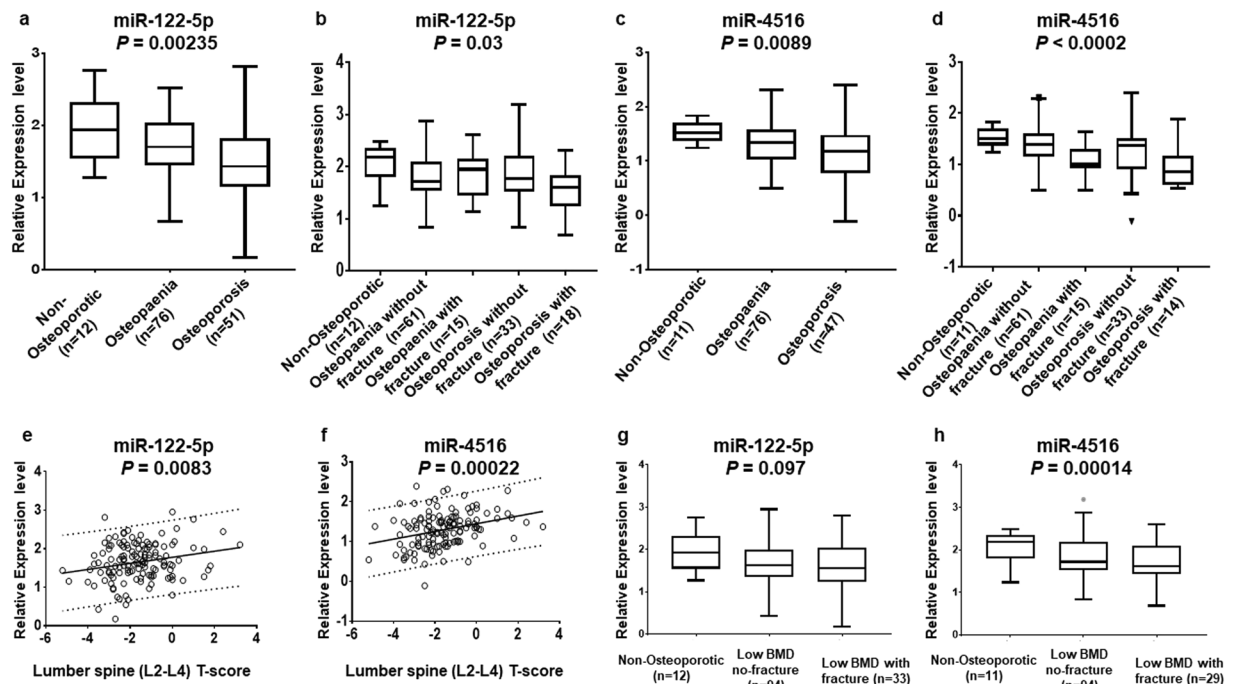 a
miR-122-5p
P = 0.00235
Relative Expression level
3
2
1
0
Non-
Osteoporotic
(n=12)
Osteopaenia
(n=76)
Osteoporosis
(n=51)
b
miR-122-5p
P = 0.03
Relative Expression level
4
3
2
1
0
Non-Osteoporotic
(n=12)
Osteopaenia without
fracture (n=61)
Osteopaenia with
fracture (n=15)
Osteoporosis without
fracture (n=33)
Osteoporosis with
fracture (n=18)
c
miR-4516
P = 0.0089
Relative Expression level
3
2
1
0
-1
Non-Osteoporotic
(n=11)
Osteopaenia
(n=76)
Osteoporosis
(n=47)
d
miR-4516
P < 0.0002
Relative Expression level
3
2
1
0
-1
Non-Osteoporotic
(n=11)
Osteopaenia without
fracture (n=61)
Osteopaenia with
fracture (n=15)
Osteoporosis without
fracture (n=33)
Osteoporosis with
fracture (n=14)
e
miR-122-5p
P = 0.0083
Relative Expression level
4
3
2
1
0
-6 -4 -2 0 2 4
Lumber spine (L2-L4) T-score
f
miR-4516
P = 0.00022
Relative Expression level
3
2
1
0
-1
-6 -4 -2 0 2 4
Lumber spine (L2-L4) T-score
g
miR-122-5p
P = 0.097
Relative Expression level
4
3
2
1
0
Non-Osteoporotic
(n=12)
Low BMD
no-fracture
Low BMD with
fracture (n=33)
h
miR-4516
P = 0.00014
Relative Expression level
4
3
2
1
0
Non-Osteoporotic
(n=11)
Low BMD
no-fracture
Low BMD with
fracture (n=29)